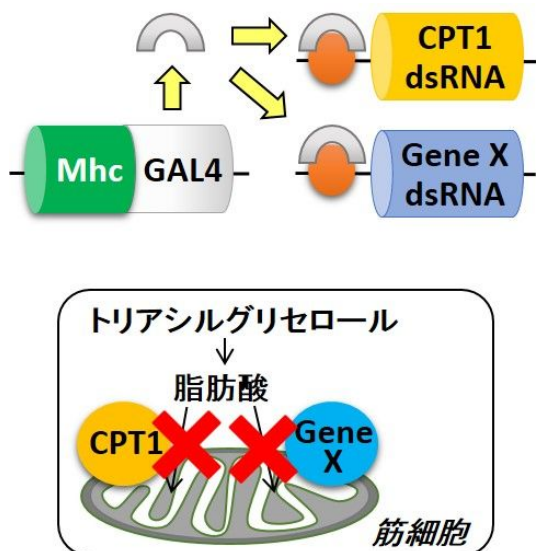 CPT1
dsRNA
Mhc GAL4
Gene X
dsRNA
トリアシルグリセロール
脂肪酸
CPT1
Gene
X
筋細胞